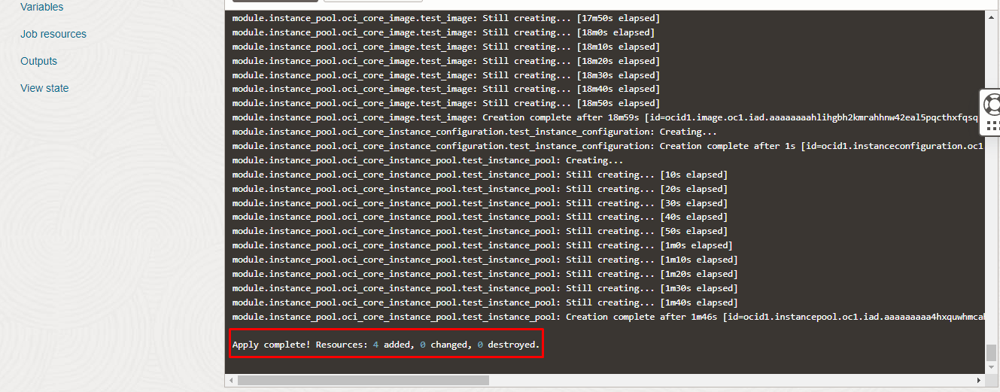 Variables
Job resources
Outputs
View state
module.instance_pool.oci_core_image.test_image: Still creating... [17m50s elapsed]
module.instance_pool.oci_core_image.test_image: Still creating... [18m0s elapsed]
module.instance_pool.oci_core_image.test_image: Still creating... [18m10s elapsed]
module.instance_pool.oci_core_image.test_image: Still creating... [18m20s elapsed]
module.instance_pool.oci_core_image.test_image: Still creating... [18m30s elapsed]
module.instance_pool.oci_core_image.test_image: Still creating... [18m40s elapsed]
module.instance_pool.oci_core_image.test_image: Still creating... [18m50s elapsed]
module.instance_pool.oci_core_image.test_image: Creation complete after 18m59s [id=ocid1.image.oc1.iad.aaaaaaaahlihgbh2kmrahhnw42eal5pqcthxfqsq
module.instance_pool.oci_core_instance_configuration.test_instance_configuration: Creating...
module.instance_pool.oci_core_instance_configuration.test_instance_configuration: Creation complete after 1s [id=ocid1.instanceconfiguration.oc1
module.instance_pool.oci_core_instance_pool.test_instance_pool: Creating...
module.instance_pool.oci_core_instance_pool.test_instance_pool: Still creating... [10s elapsed]
module.instance_pool.oci_core_instance_pool.test_instance_pool: Still creating... [20s elapsed]
module.instance_pool.oci_core_instance_pool.test_instance_pool: Still creating... [30s elapsed]
module.instance_pool.oci_core_instance_pool.test_instance_pool: Still creating... [40s elapsed]
module.instance_pool.oci_core_instance_pool.test_instance_pool: Still creating... [50s elapsed]
module.instance_pool.oci_core_instance_pool.test_instance_pool: Still creating... [1m0s elapsed]
module.instance_pool.oci_core_instance_pool.test_instance_pool: Still creating... [1m10s elapsed]
module.instance_pool.oci_core_instance_pool.test_instance_pool: Still creating... [1m20s elapsed]
module.instance_pool.oci_core_instance_pool.test_instance_pool: Still creating... [1m30s elapsed]
module.instance_pool.oci_core_instance_pool.test_instance_pool: Still creating... [1m40s elapsed]
module.instance_pool.oci_core_instance_pool.test_instance_pool: Creation complete after 1m46s [id=ocid1.instancepool.oc1.iad.aaaaaaaaa4hxquwhmcah
Apply complete! Resources: 4 added, 0 changed, 0 destroyed.